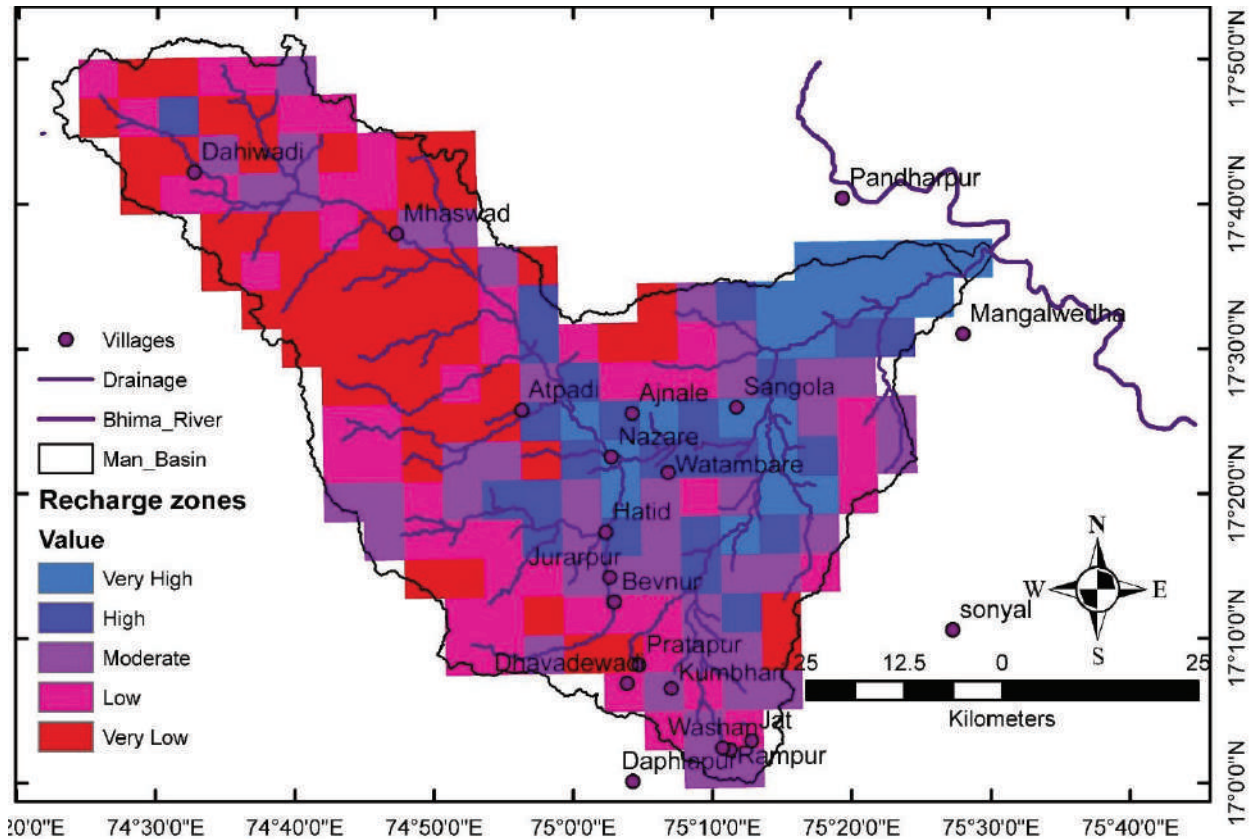 Dahiwadi
Mhaswad
Pandharpur
Mangalwedha
Atpadi
Ajnale
Sangola
Nazare
Watambare
Hatid
Jurarpur
Bevnur
sonyal
Pratapur
Dhavadewadi
Kumbhari
Washan
Jat
Rampur
Daphlapur
Villages
Drainage
Bhima_River
Man_Basin
Recharge zones
Value
Very High
High
Moderate
Low
Very Low
N
W
E
S
25 12.5 0 25
Kilometers
17°50'0"N
17°40'0"N
17°30'0"N
17°20'0"N
17°10'0"N
17°0'0"N
20'0"E 74°30'0"E 74°40'0"E 74°50'0"E 75°0'0"E 75°10'0"E 75°20'0"E 75°30'0"E 75°40'0"E